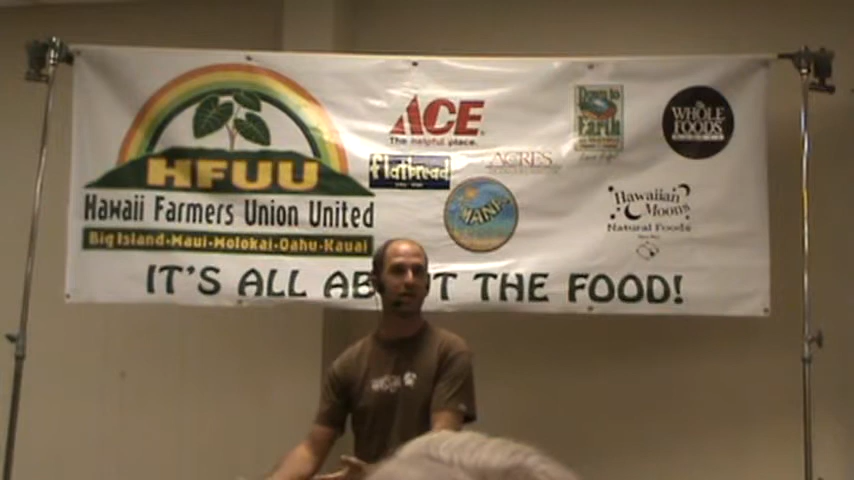 HFUU
Hawaii Farmers Union United
Big Island-Maui-Molokai-Oahu-Kauai
ACE
The helpful place.
flatbread
ACRES
MANA
Down to
Earth
WHOLE
FOODS
Hawaiian
Moons
Natural Foods
IT'S ALL AB T THE FOOD!